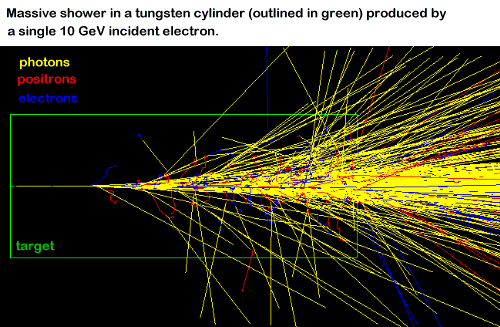 Massive shower in a tungsten cylinder (outlined in green) produced by
a single 10 GeV incident electron.
photons
positrons
electrons
target